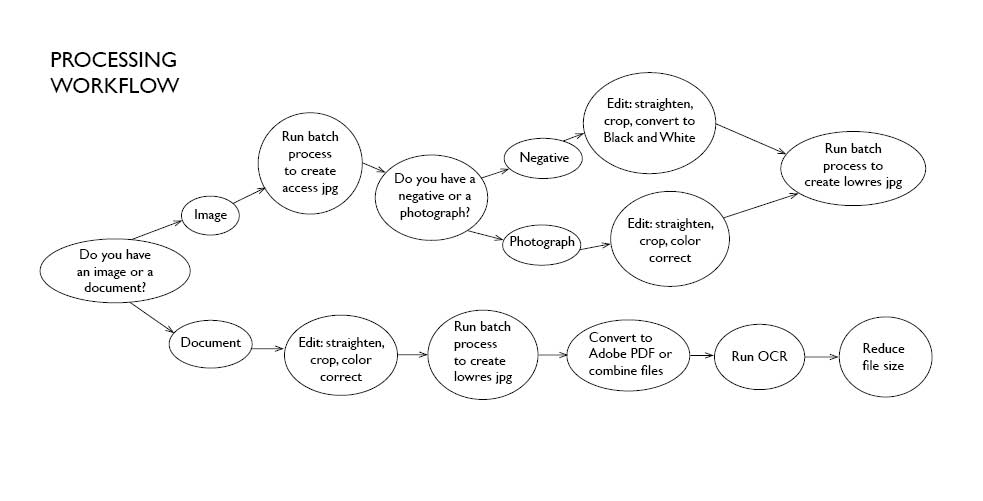 PROCESSING
WORKFLOW
Do you have
an image or a
document?
Image
Run batch
process
to create
access jpg
Do you have a
negative or a
photograph?
Negative
Edit: straighten,
crop, convert to
Black and White
Photograph
Edit: straighten,
crop, color
correct
Run batch
process to
create lowres jpg
Document
Edit: straighten,
crop, color
correct
Run batch
process
to create
lowres jpg
Convert to
Adobe PDF or
combine files
Run OCR
Reduce
file size